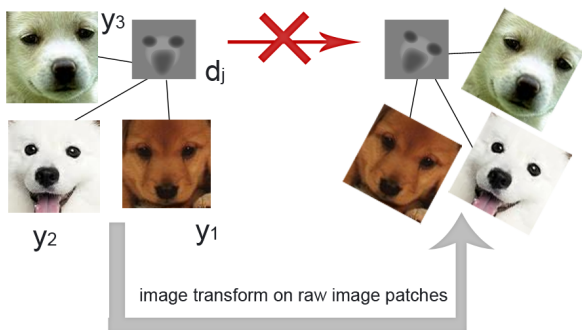 y3
dj
y2
y1
image transform on raw image patches